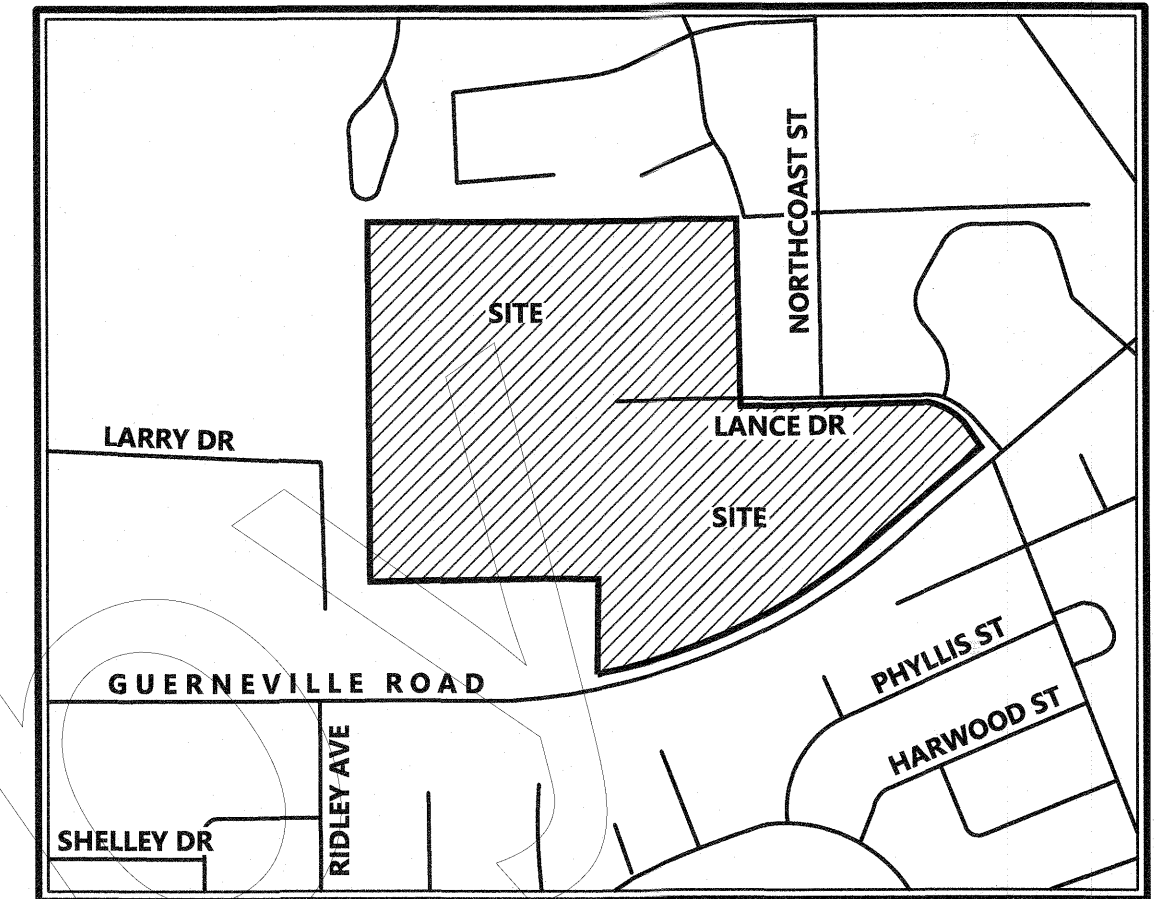 NORTHCOAST ST
SITE
LANCE DR
LARRY DR
SITE
PHYLLIS ST
GUERNEVILLE ROAD
HARWOOD ST
RIDLEY AVE
SHELLEY DR